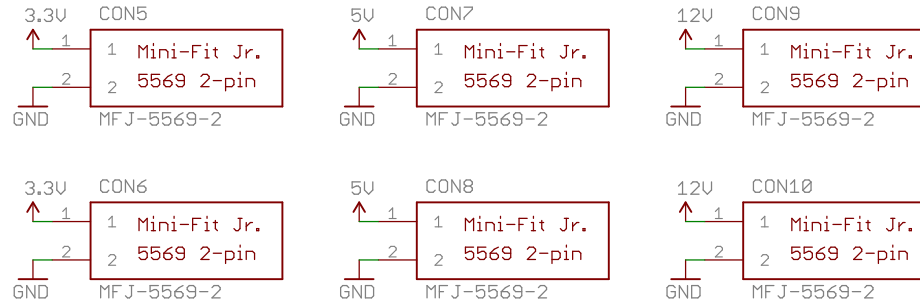 3.3V CON5 5V CON7 12V CON9
1 1 Mini-Fit Jr. 1 1 Mini-Fit Jr. 1 1 Mini-Fit Jr.
2 2 5569 2-pin 2 2 5569 2-pin 2 2 5569 2-pin
GND MFJ-5569-2 GND MFJ-5569-2 GND MFJ-5569-2
3.3V CON6 5V CON8 12V CON10
1 1 Mini-Fit Jr. 1 1 Mini-Fit Jr. 1 1 Mini-Fit Jr.
2 2 5569 2-pin 2 2 5569 2-pin 2 2 5569 2-pin
GND MFJ-5569-2 GND MFJ-5569-2 GND MFJ-5569-2